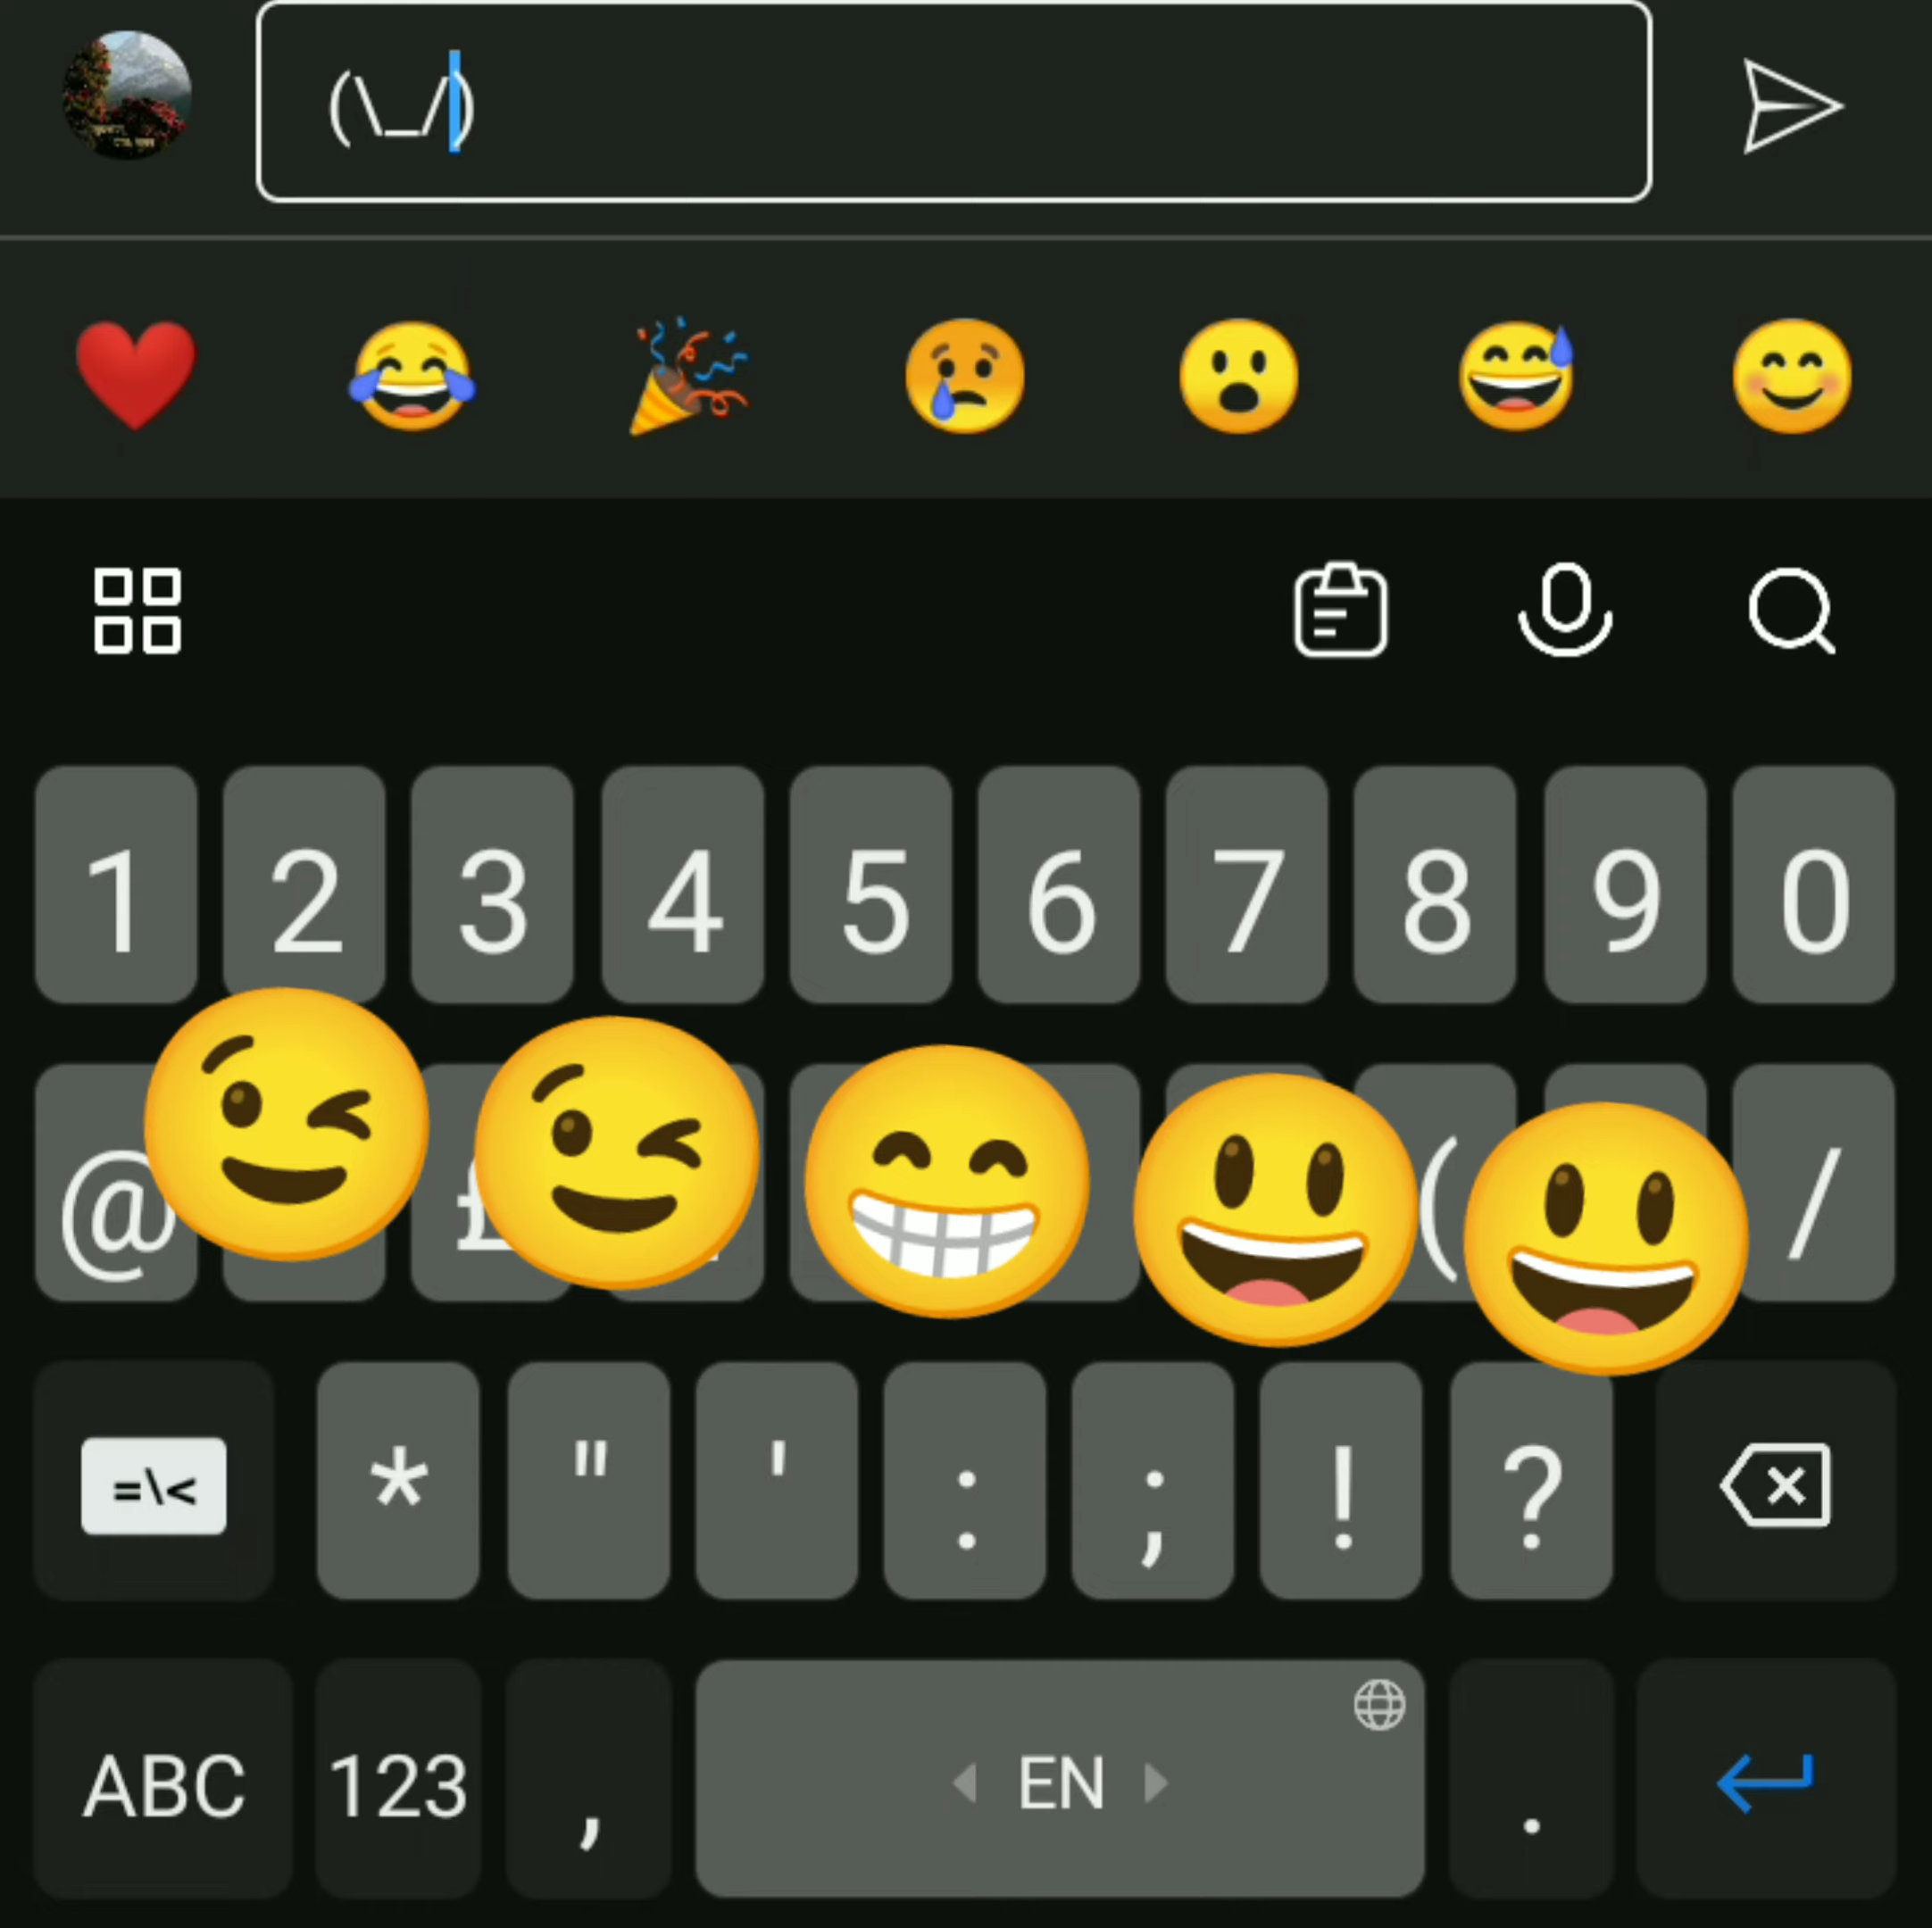 (\_/)
1 2 3 4 5 6 7 8 9 0
@ £ ( /
=\< * " ' : ; ! ?
ABC 123 , EN .